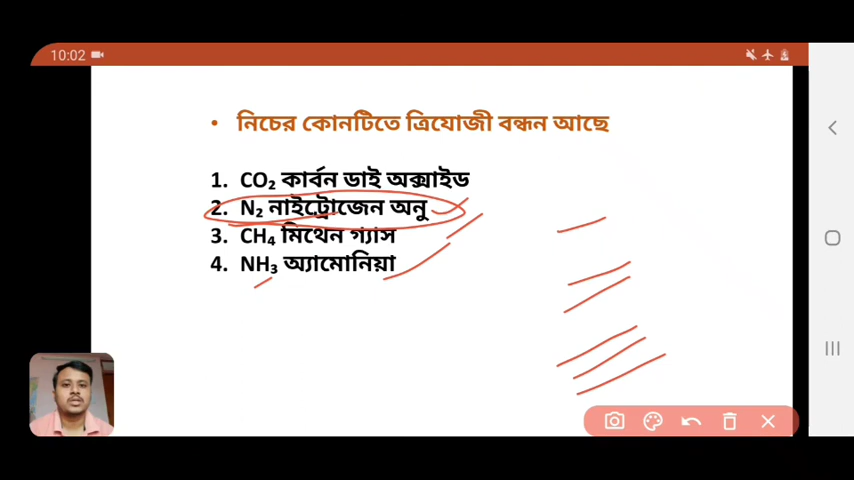 10:02
• নিচের কোনটিতে ত্রিযোজী বন্ধন আছে
1. CO₂ কার্বন ডাই অক্সাইড
2. N₂ নাইট্রোজেন অনু
3. CH₄ মিথেন গ্যাস
4. NH₃ অ্যামোনিয়া